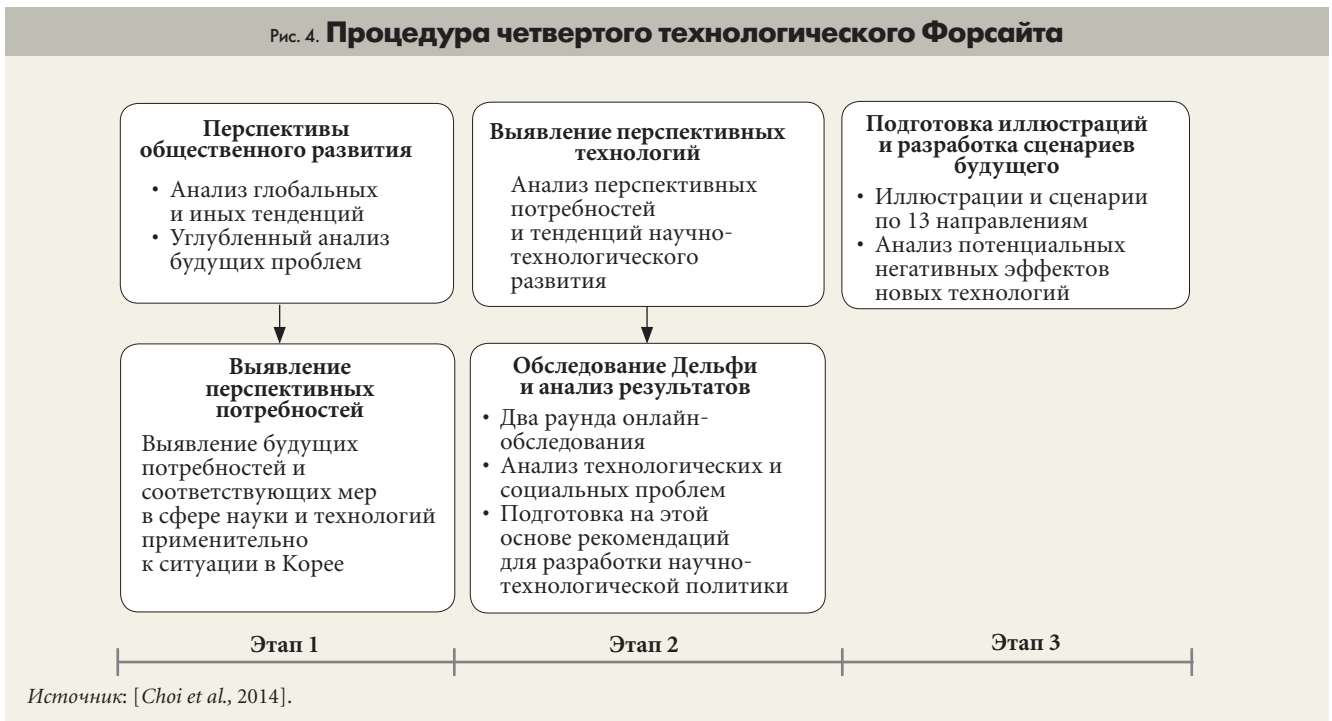 Рис. 4. Процедура четвертого технологического Форсайта
Перспективы
общественного развития
• Анализ глобальных
и иных тенденций
• Углубленный анализ
будущих проблем
Выявление
перспективных
потребностей
Выявление будущих
потребностей и
соответствующих мер
в сфере науки и технологий
применительно
к ситуации в Корее
Выявление перспективных
технологий
Анализ перспективных
потребностей
и тенденций научно-
технологического
развития
Обследование Дельфи
и анализ результатов
• Два раунда онлайн-
обследования
• Анализ технологических и
социальных проблем
• Подготовка на этой
основе рекомендаций
для разработки научно-
технологической политики
Подготовка иллюстраций
и разработка сценариев
будущего
• Иллюстрации и сценарии
по 13 направлениям
• Анализ потенциальных
негативных эффектов
новых технологий
Этап 1
Этап 2
Этап 3
Источник: [Choi et al., 2014].